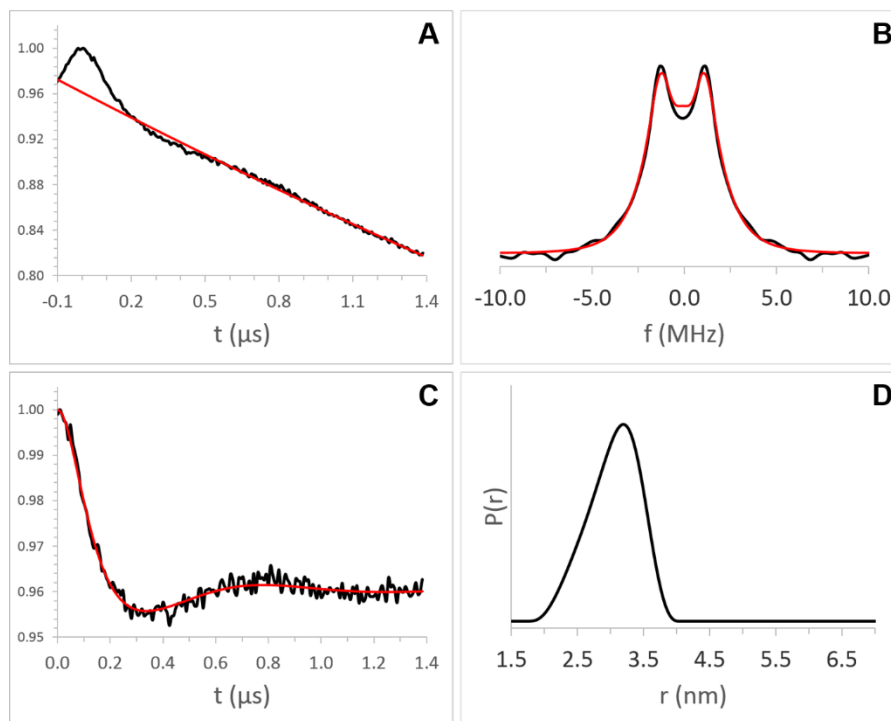 A
1.00
0.96
0.92
0.88
0.84
0.80
-0.1 0.2 0.5 0.8 1.1 1.4
t (µs)
B
-10.0 -5.0 0.0 5.0 10.0
f (MHz)
C
1.00
0.99
0.98
0.97
0.96
0.95
0.0 0.2 0.4 0.6 0.8 1.0 1.2 1.4
t (µs)
D
P(r)
1.5 2.5 3.5 4.5 5.5 6.5
r (nm)